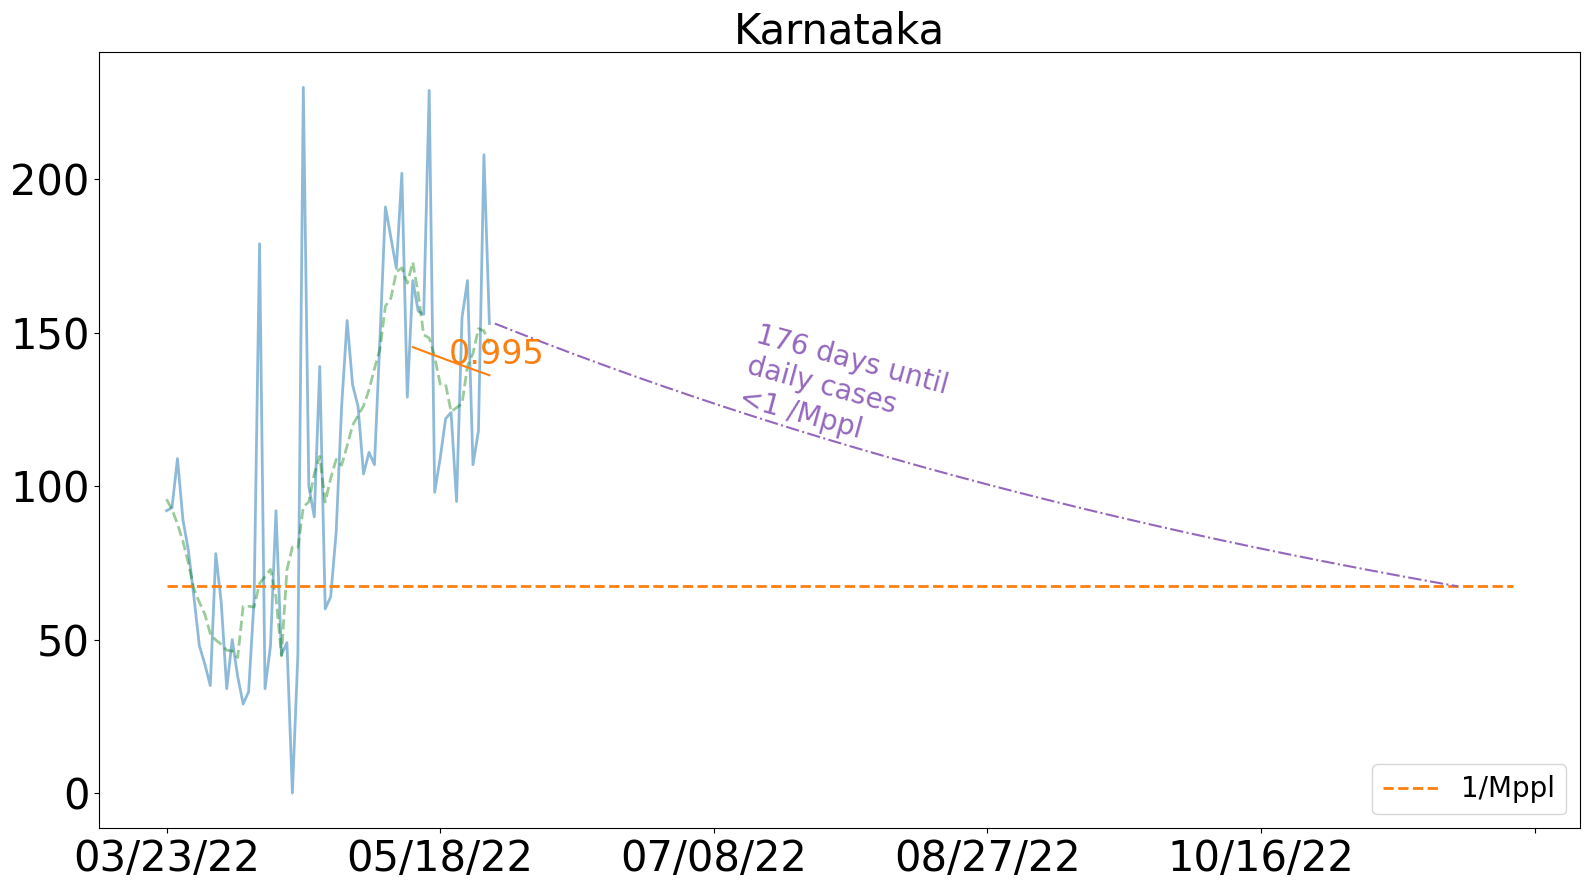 Karnataka
200
150
100
50
0
0.995
176 days until
daily cases
<1 /Mppl
1/Mppl
03/23/22
05/18/22
07/08/22
08/27/22
10/16/22